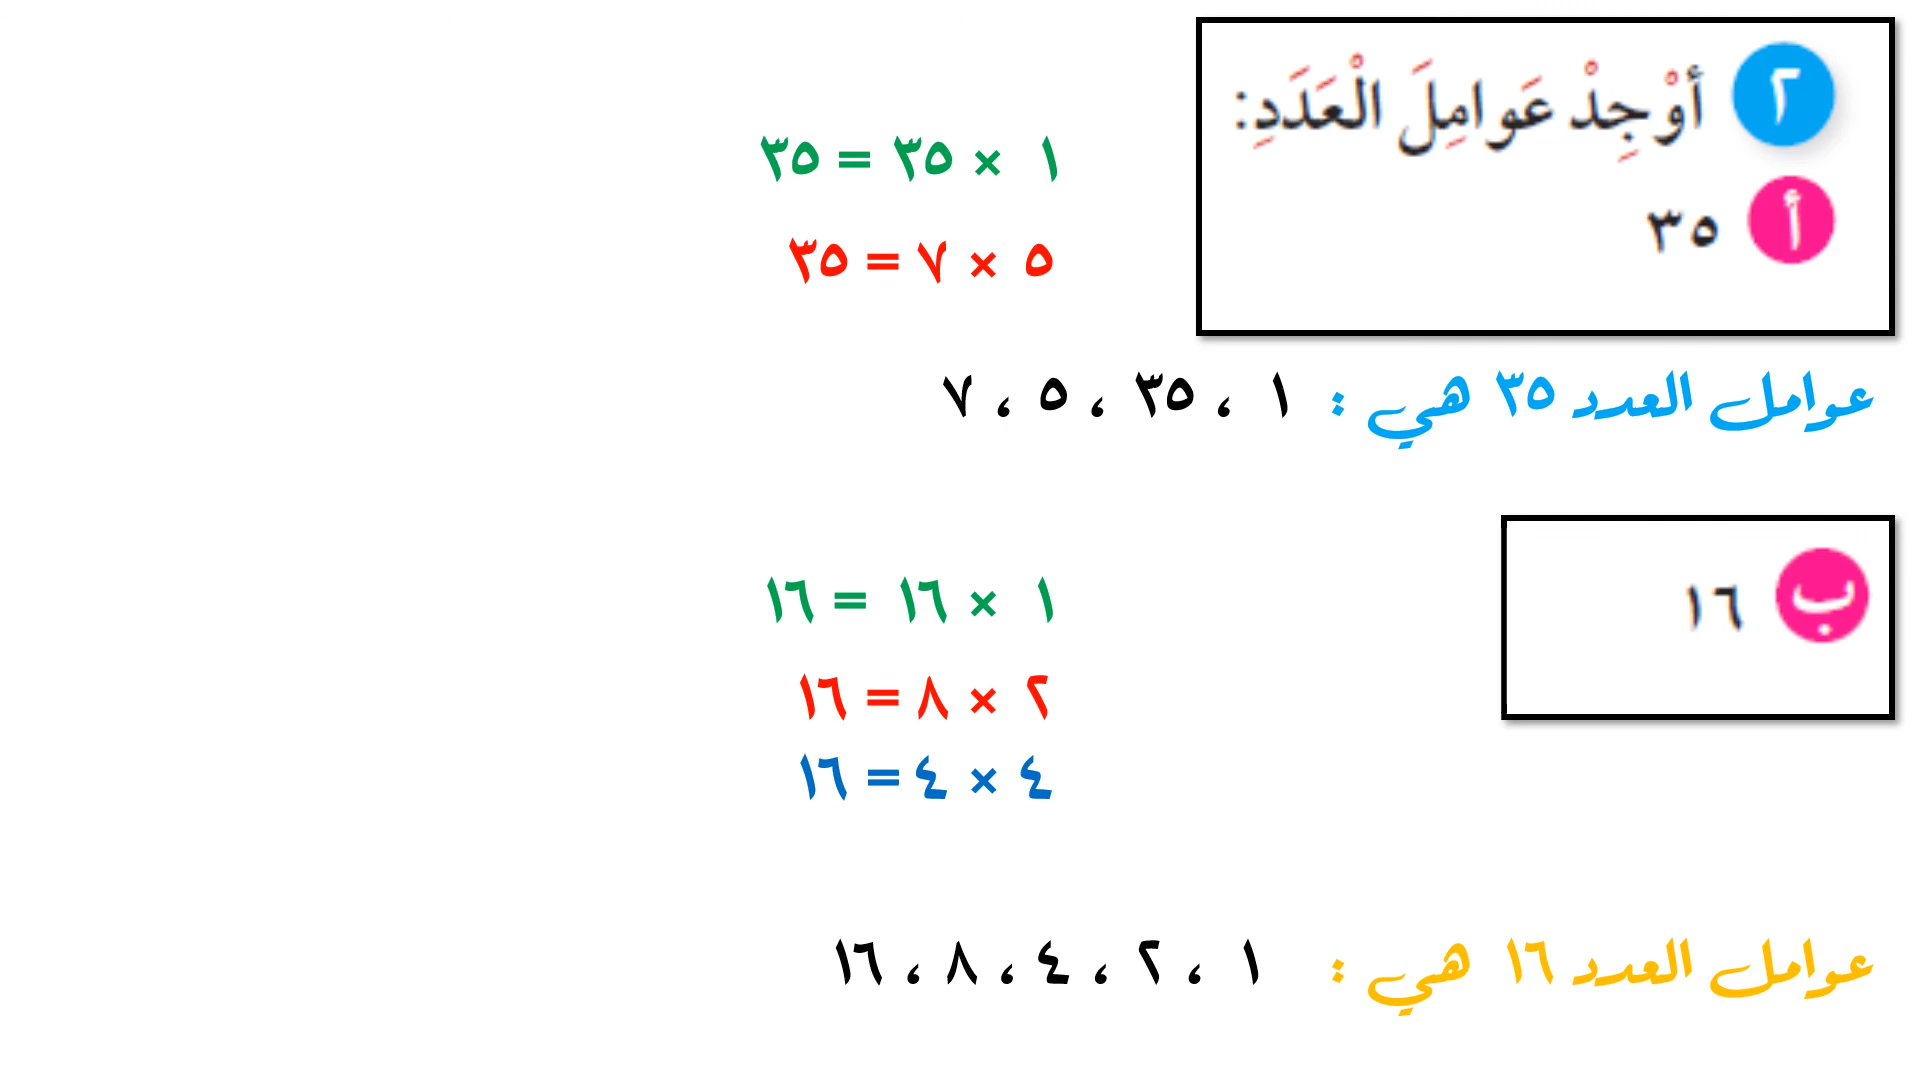 ٢ أَوْجِدْ عَوامِلَ الْعَدَدِ:
أ ٣٥
١ × ٣٥ = ٣٥
٥ × ٧ = ٣٥
عوامل العدد ٣٥ هي : ١ ، ٣٥ ، ٥ ، ٧
ب ١٦
١ × ١٦ = ١٦
٢ × ٨ = ١٦
٤ × ٤ = ١٦
عوامل العدد ١٦ هي : ١ ، ٢ ، ٤ ، ٨ ، ١٦